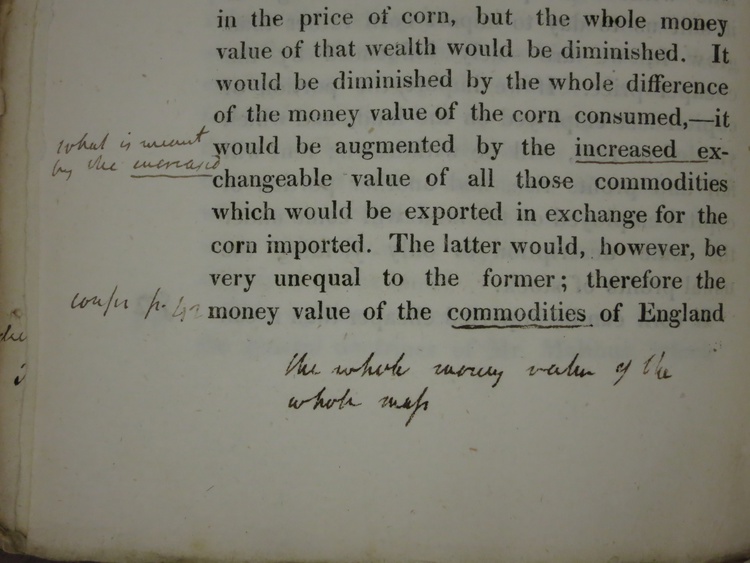 in the price of corn, but the whole money
value of that wealth would be diminished. It
would be diminished by the whole difference
of the money value of the corn consumed,—it
what is meant
would be augmented by the increased ex-
by the increased
changeable value of all those commodities
which would be exported in exchange for the
corn imported. The latter would, however, be
very unequal to the former; therefore the
money value of the commodities of England
the whole money value of the
whole mass